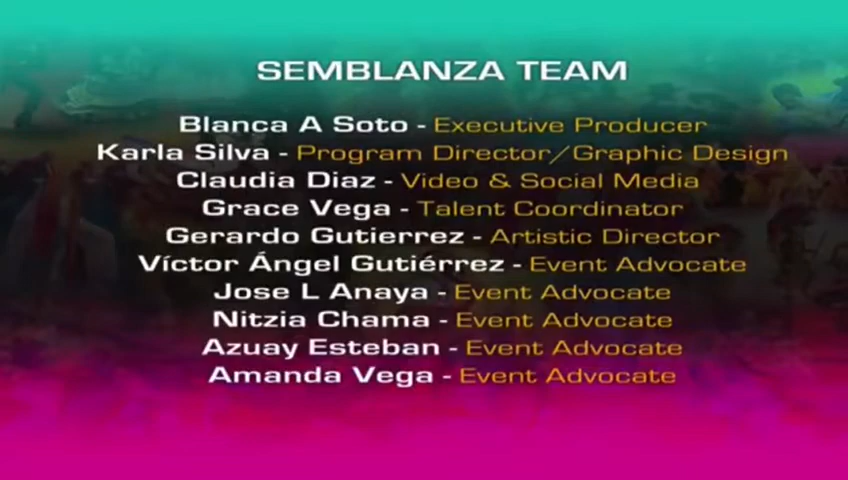 SEMBLANZA TEAM
Blanca A Soto - Executive Producer
Karla Silva - Program Director/Graphic Design
Claudia Diaz - Video & Social Media
Grace Vega - Talent Coordinator
Gerardo Gutierrez - Artistic Director
Víctor Ángel Gutiérrez - Event Advocate
Jose L Anaya - Event Advocate
Nitzia Chama - Event Advocate
Azuay Esteban - Event Advocate
Amanda Vega - Event Advocate